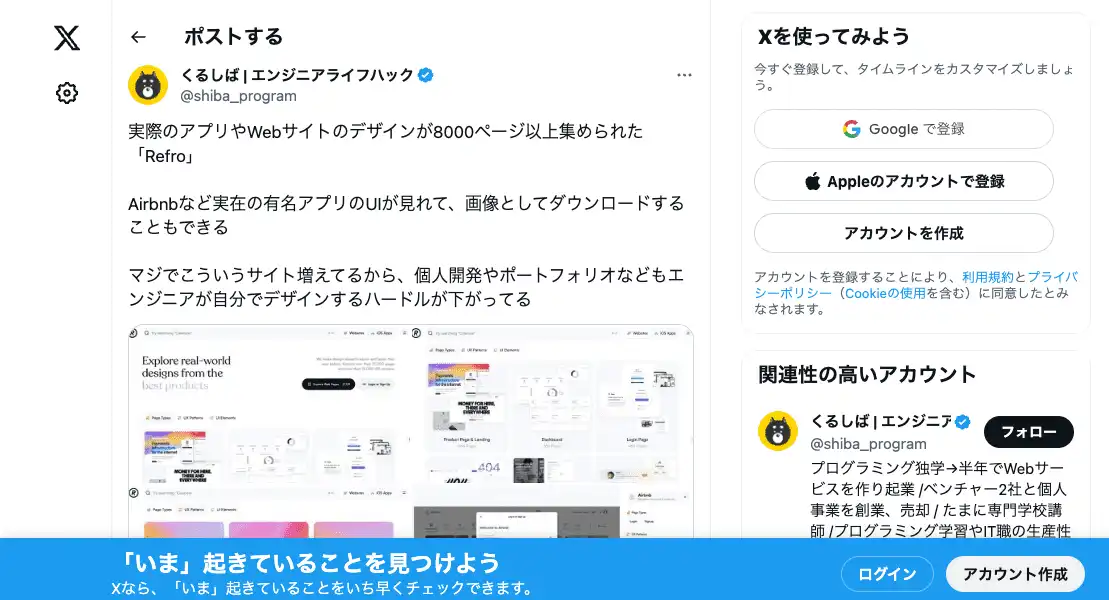 ポストする
くるしば | エンジニアライフハック
@shiba_program
実際のアプリやWebサイトのデザインが8000ページ以上集められた
「Refro」
Airbnbなど実在の有名アプリのUIが見れて、画像としてダウンロードする
こともできる
マジでこういうサイト増えてるから、個人開発やポートフォリオなどもエ
ンジニアが自分でデザインするハードルが下がってる
Explore real-world
designs from the
best products
Page Types
UX Patterns
UI Elements
Websites
iOS Apps
MONEY FOR HERE,
THERE AND
EVERYWHERE
Page Types
UX Patterns
UI Elements
Websites
iOS Apps
MONEY FOR HERE,
THERE AND
EVERYWHERE
Product Page & Landing
Dashboard
Login Page
404
Airbnb
Xを使ってみよう
今すぐ登録して、タイムラインをカスタマイズしましょ
う。
Google で登録
Appleのアカウントで登録
アカウントを作成
アカウントを登録することにより、利用規約とプライバ
シーポリシー（Cookieの使用を含む）に同意したとみ
なされます。
関連性の高いアカウント
くるしば | エンジニア
@shiba_program
フォロー
プログラミング独学→半年でWebサー
ビスを作り起業 /ベンチャー2社と個人
事業を創業、売却 / たまに専門学校講
師 /プログラミング学習やIT職の生産性
「いま」起きていることを見つけよう
Xなら、「いま」起きていることをいち早くチェックできます。
ログイン
アカウント作成